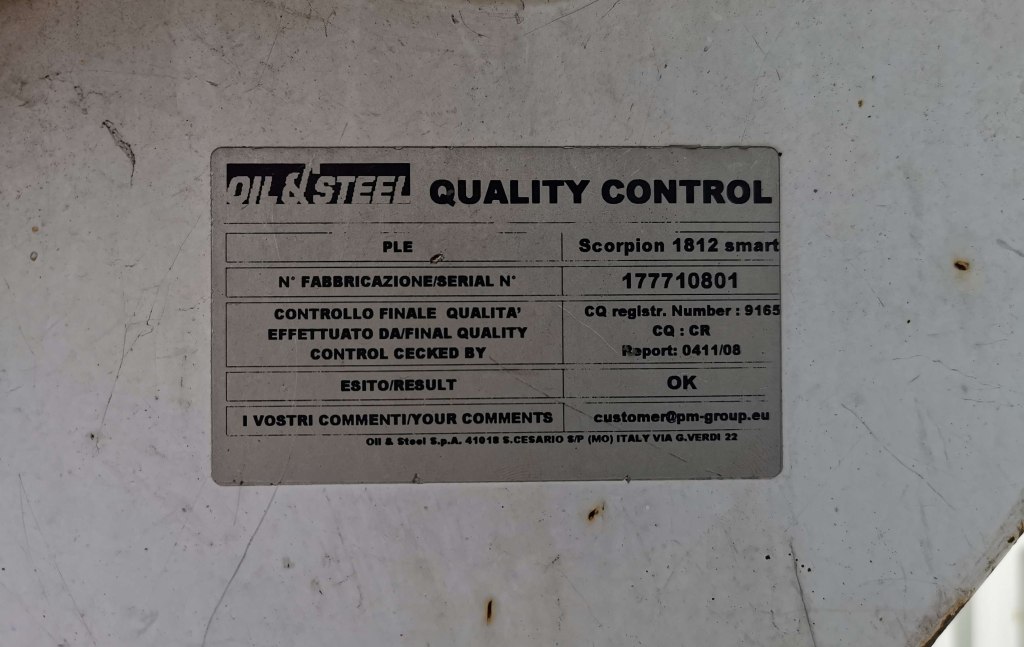 OIL & STEEL QUALITY CONTROL
PLE Scorpion 1812 smart
N° FABBRICAZIONE/SERIAL N° 177710801
CONTROLLO FINALE QUALITA'
EFFETTUATO DA/FINAL QUALITY
CONTROL CECKED BY
CQ registr. Number : 9165
CQ : CR
Report: 0411/08
ESITO/RESULT OK
I VOSTRI COMMENTI/YOUR COMMENTS customer@pm-group.eu
Oil & Steel S.p.A. 41018 S.CESARIO S/P (MO) ITALY VIA G.VERDI 22